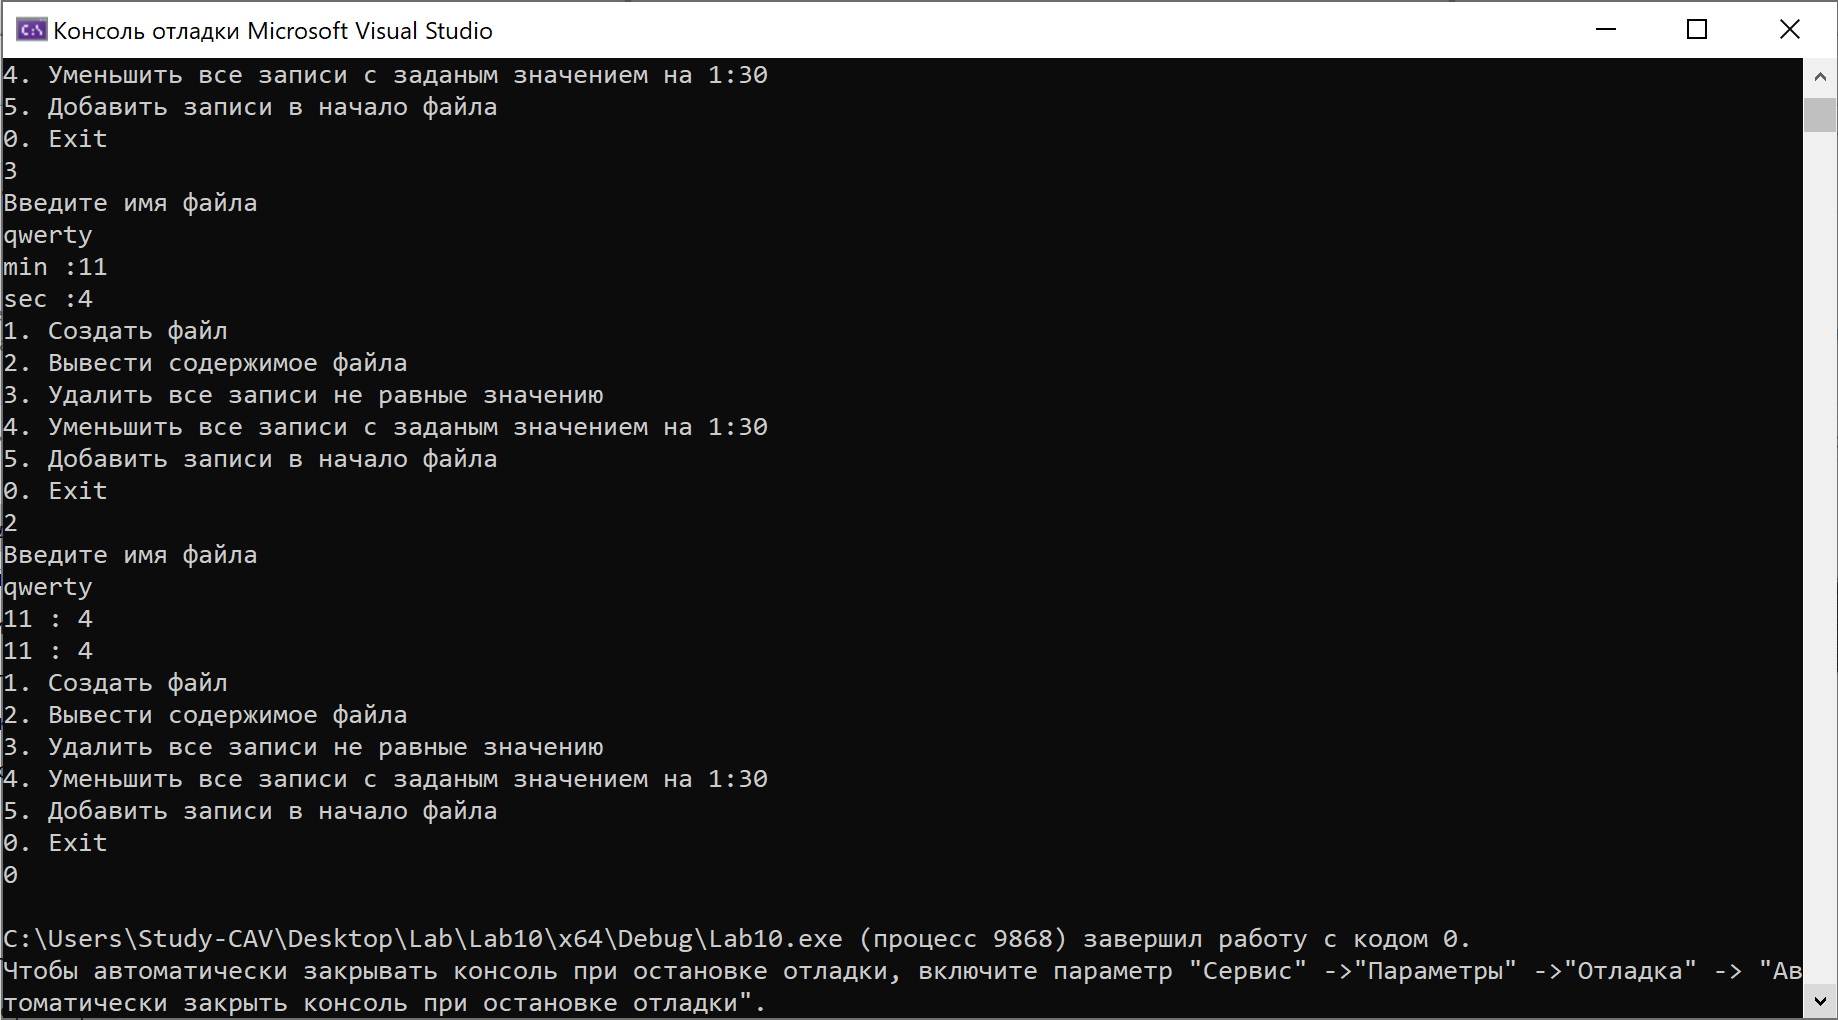 C:\ Консоль отладки Microsoft Visual Studio
4. Уменьшить все записи с заданым значением на 1:30
5. Добавить записи в начало файла
0. Exit
3
Введите имя файла
qwerty
min :11
sec :4
1. Создать файл
2. Вывести содержимое файла
3. Удалить все записи не равные значению
4. Уменьшить все записи с заданым значением на 1:30
5. Добавить записи в начало файла
0. Exit
2
Введите имя файла
qwerty
11 : 4
11 : 4
1. Создать файл
2. Вывести содержимое файла
3. Удалить все записи не равные значению
4. Уменьшить все записи с заданым значением на 1:30
5. Добавить записи в начало файла
0. Exit
0
C:\Users\Study-CAV\Desktop\Lab\Lab10\x64\Debug\Lab10.exe (процесс 9868) завершил работу с кодом 0.
Чтобы автоматически закрывать консоль при остановке отладки, включите параметр "Сервис" ->"Параметры" ->"Отладка" -> "Ав
томатически закрыть консоль при остановке отладки".